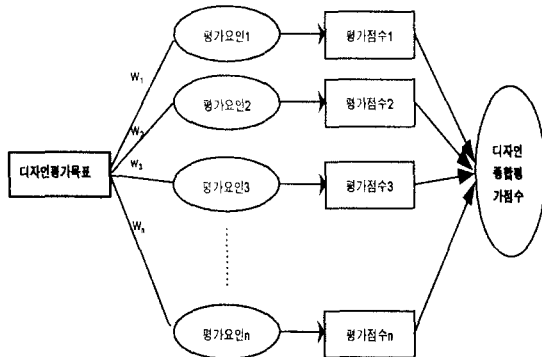 평가요인1
평가점수1
W₁
평가요인2
평가점수2
W₂
디자인평가목표
W₃
평가요인3
평가점수3
디자인
종합평
가점수
Wₙ
평가요인n
평가점수n